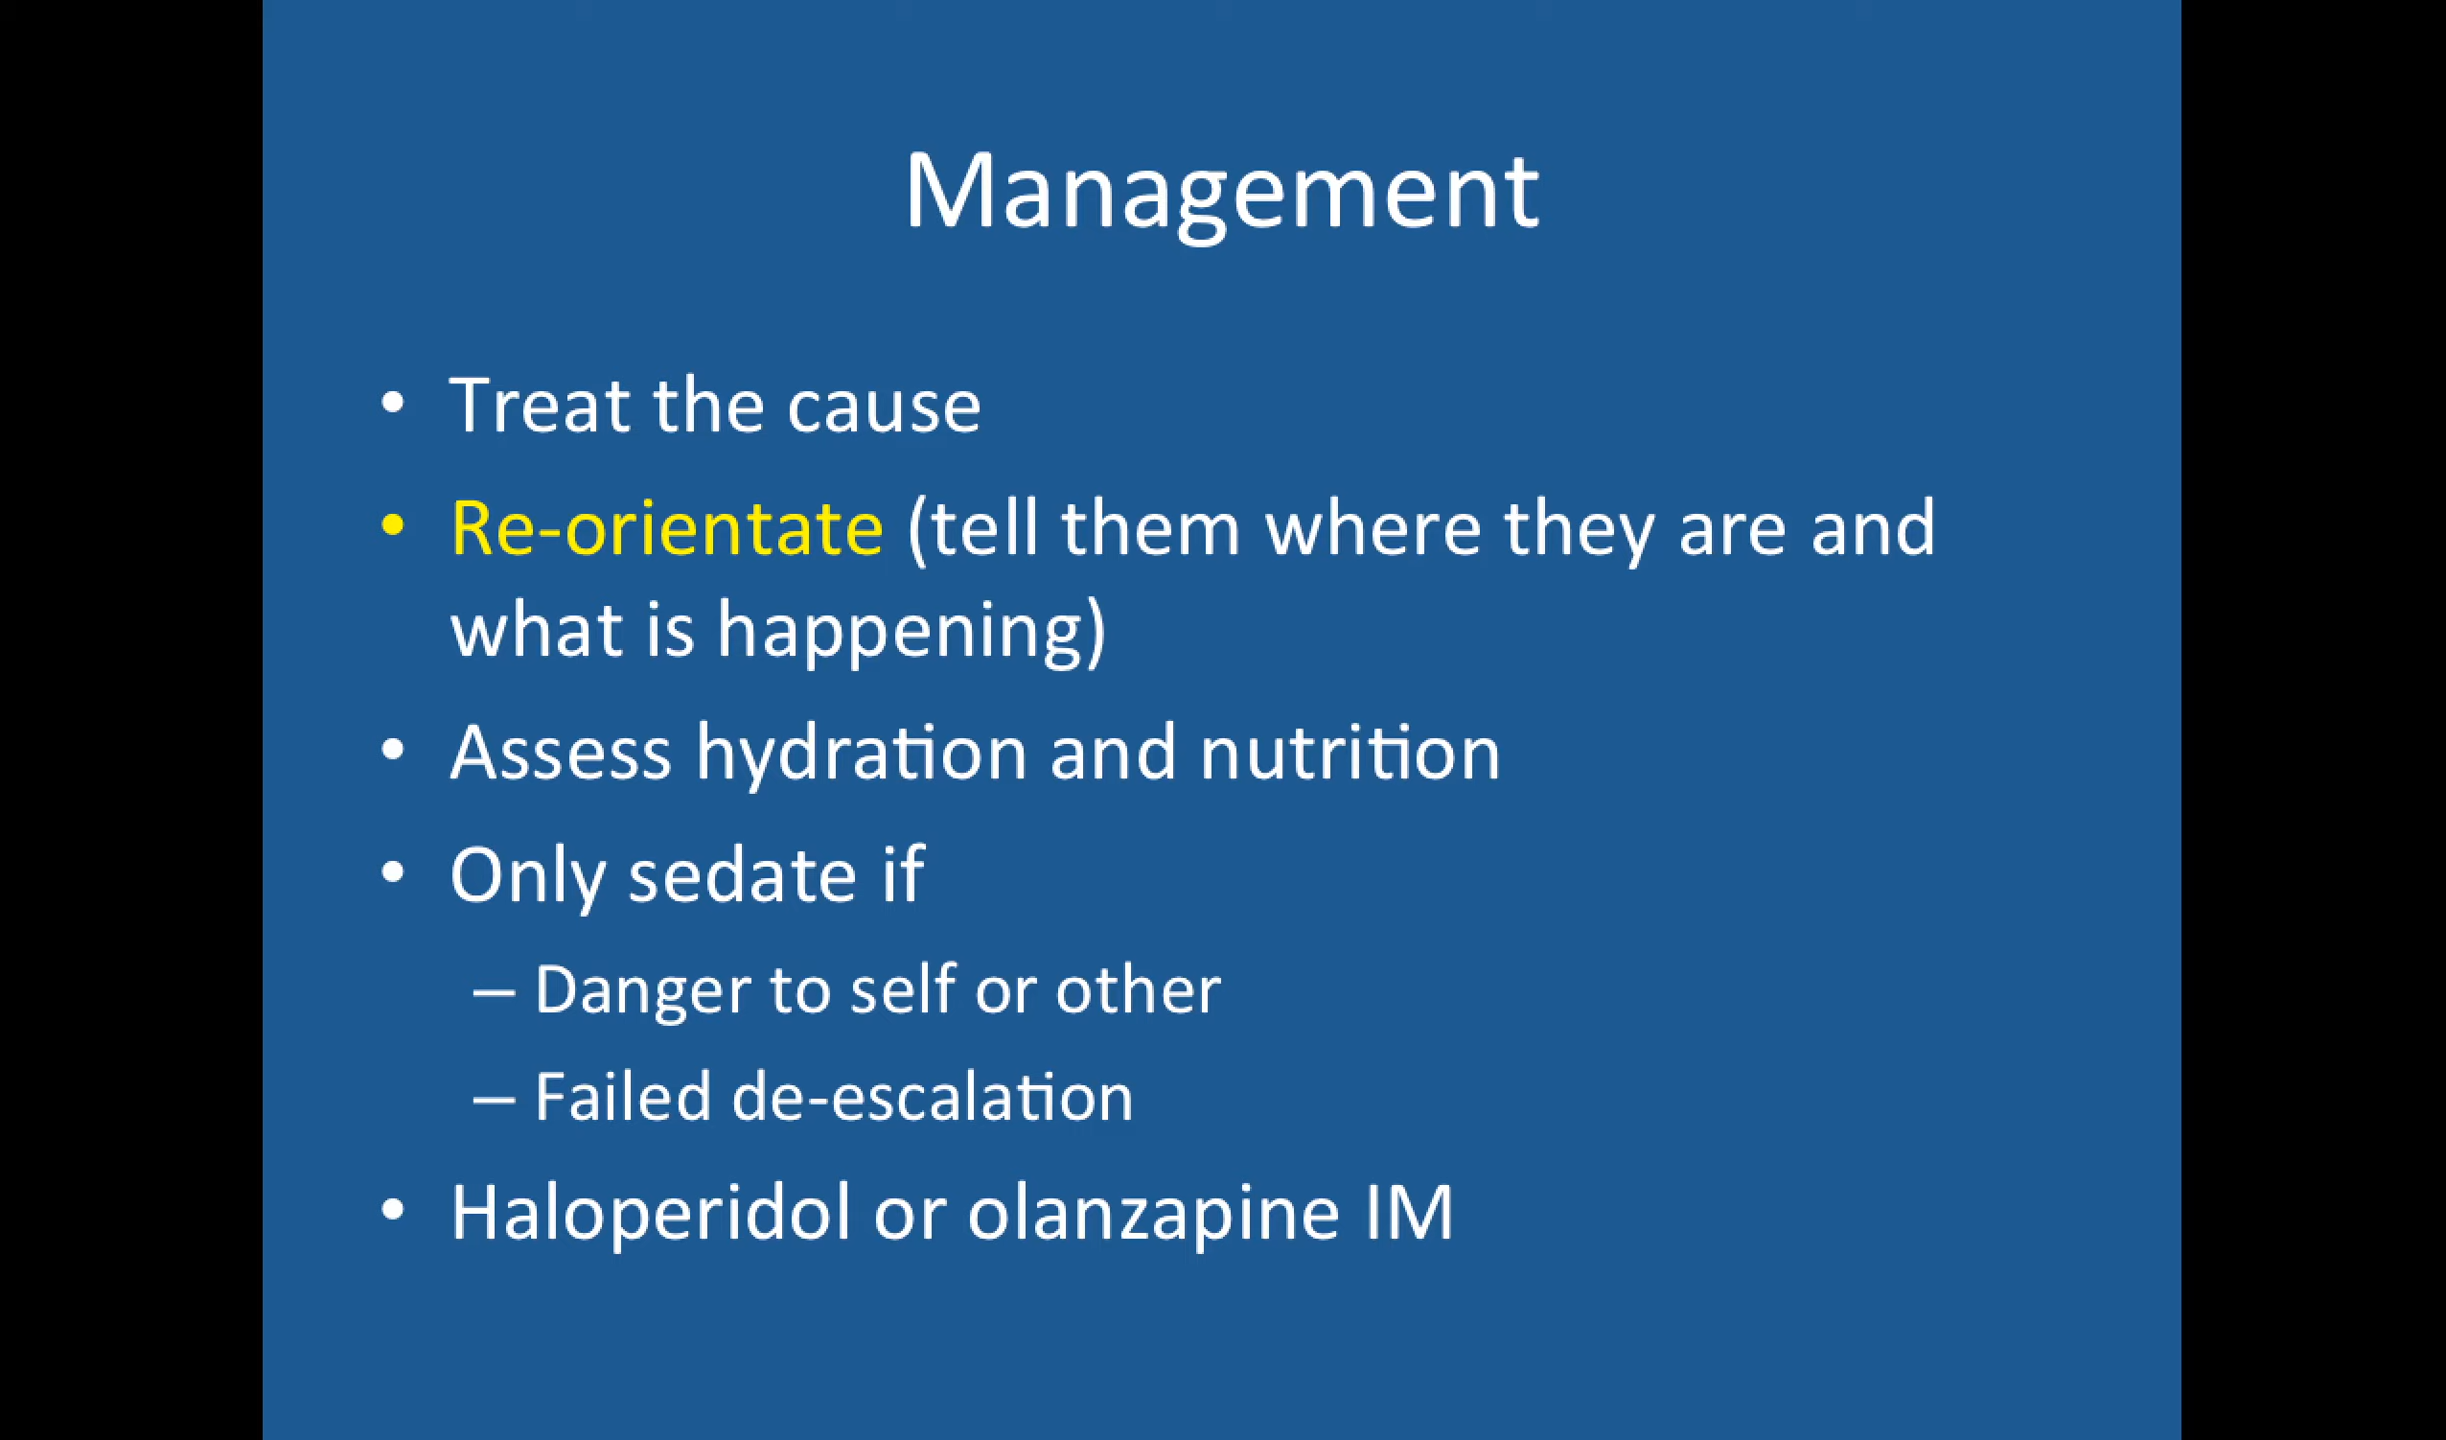 Management
• Treat the cause
• Re-orientate (tell them where they are and
what is happening)
• Assess hydration and nutrition
• Only sedate if
– Danger to self or other
– Failed de-escalation
• Haloperidol or olanzapine IM